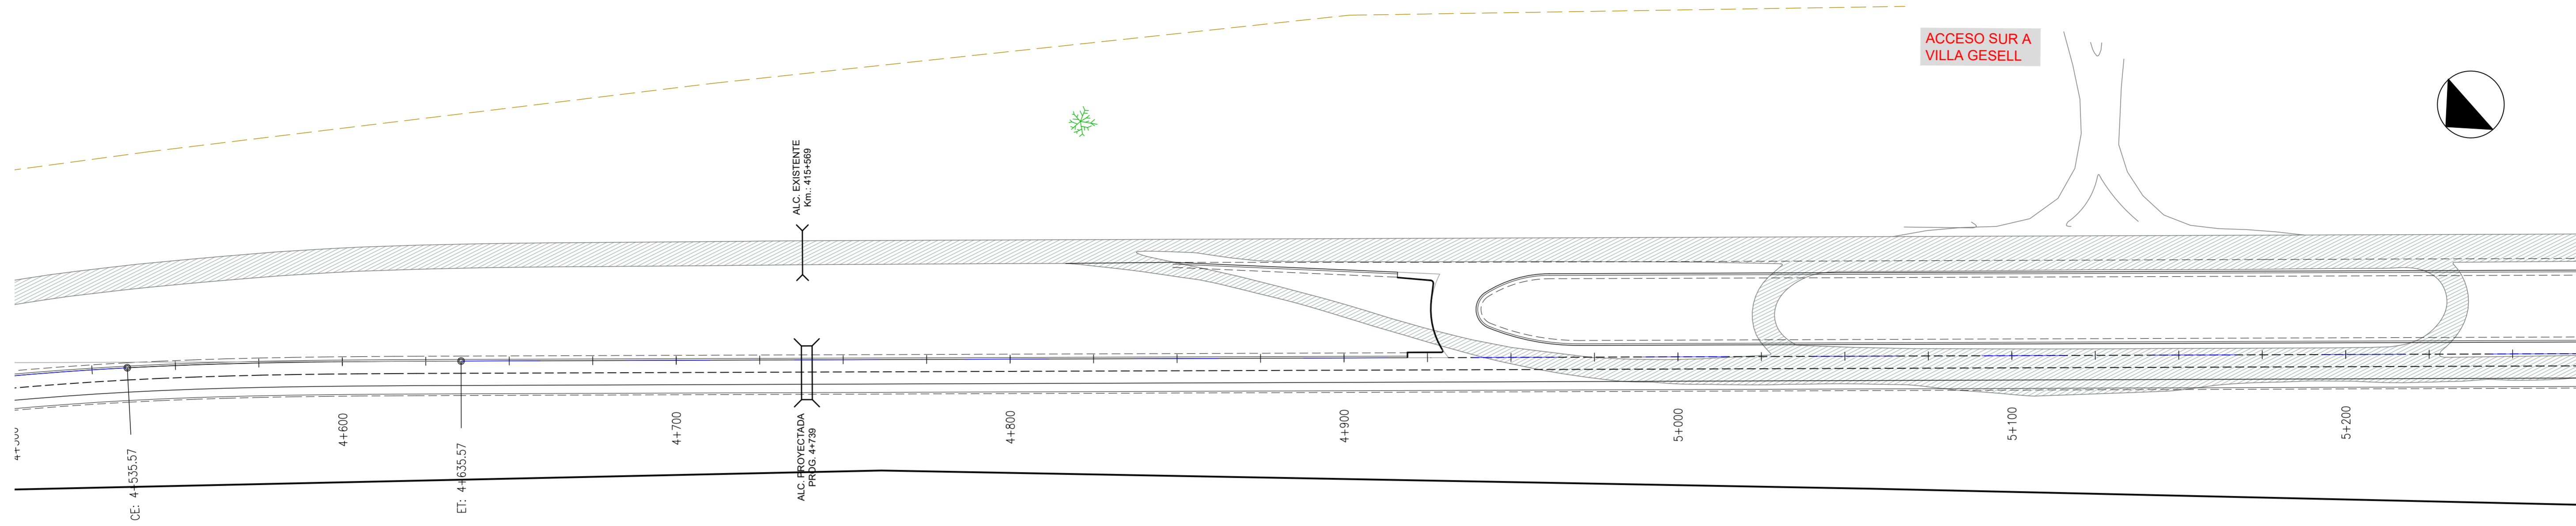 ACCESO SUR A
VILLA GESELL
ALC. EXISTENTE
Km.: 415+569
4+600
4+700
4+800
4+900
5+000
5+100
5+200
CE: 4+535.57
ET: 4+635.57
ALC. PROYECTADA
PROG. 4+739